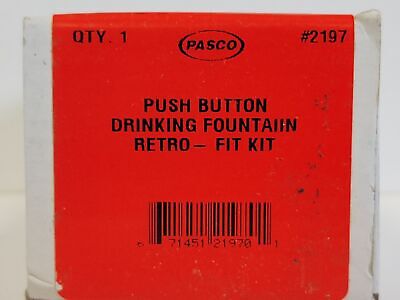 QTY. 1 PASCO #2197
PUSH BUTTON
DRINKING FOUNTAIIN
RETRO- FIT KIT
6 71451 21970 1